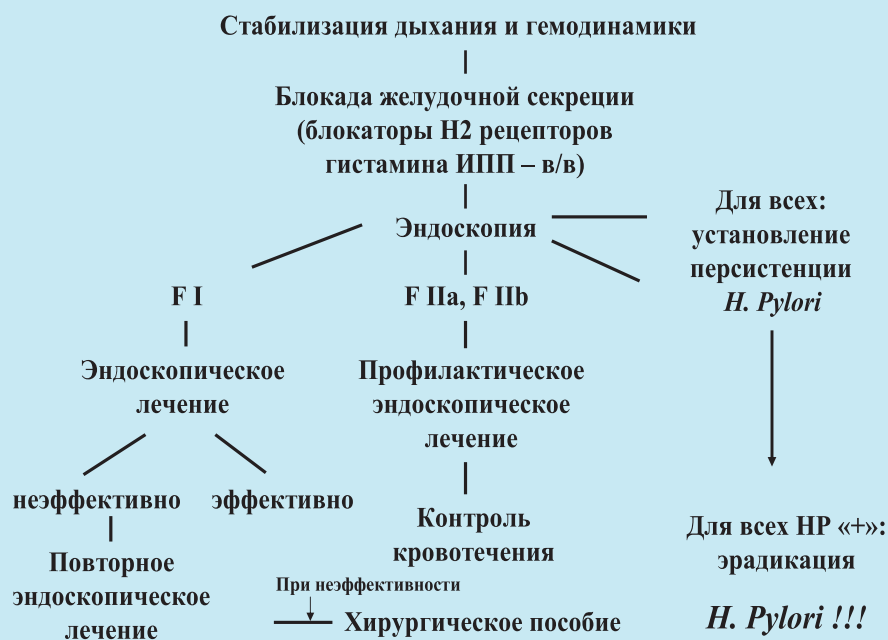 Стабилизация дыхания и гемодинамики
Блокада желудочной секреции
(блокаторы Н2 рецепторов
гистамина ИПП – в/в)
Эндоскопия
Для всех:
установление
персистенции
H. Pylori
F I
F IIa, F IIb
Эндоскопическое
лечение
Профилактическое
эндоскопическое
лечение
неэффективно
эффективно
Контроль
кровотечения
Для всех НР «+»:
эрадикация
H. Pylori !!!
Повторное
эндоскопическое
лечение
При неэффективности
Хирургическое пособие